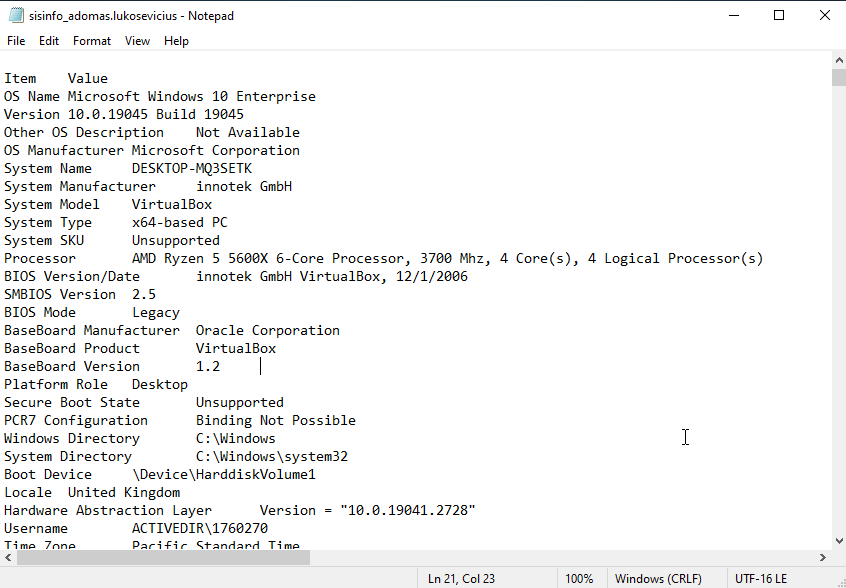 sisinfo_adomas.lukosevicius - Notepad
File Edit Format View Help
Item Value
OS Name Microsoft Windows 10 Enterprise
Version 10.0.19045 Build 19045
Other OS Description Not Available
OS Manufacturer Microsoft Corporation
System Name DESKTOP-MQ3SETK
System Manufacturer innotek GmbH
System Model VirtualBox
System Type x64-based PC
System SKU Unsupported
Processor AMD Ryzen 5 5600X 6-Core Processor, 3700 Mhz, 4 Core(s), 4 Logical Processor(s)
BIOS Version/Date innotek GmbH VirtualBox, 12/1/2006
SMBIOS Version 2.5
BIOS Mode Legacy
BaseBoard Manufacturer Oracle Corporation
BaseBoard Product VirtualBox
BaseBoard Version 1.2
Platform Role Desktop
Secure Boot State Unsupported
PCR7 Configuration Binding Not Possible
Windows Directory C:\Windows
System Directory C:\Windows\system32
Boot Device \Device\HarddiskVolume1
Locale United Kingdom
Hardware Abstraction Layer Version = "10.0.19041.2728"
Username ACTIVEDIR\1760270
Time Zone Pacific Standard Time
Ln 21, Col 23 100% Windows (CRLF) UTF-16 LE